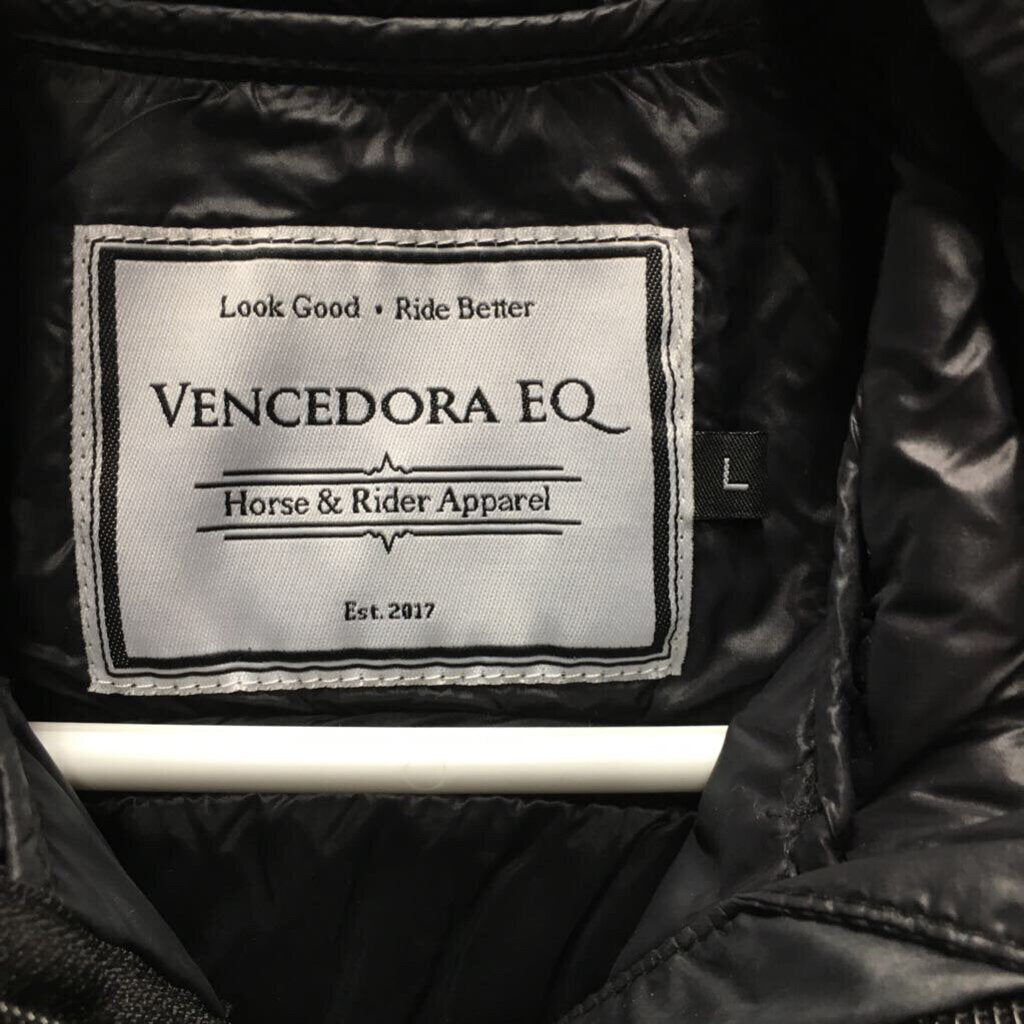 Look Good • Ride Better
VENCEDORA EQ
Horse & Rider Apparel
Est. 2017
L